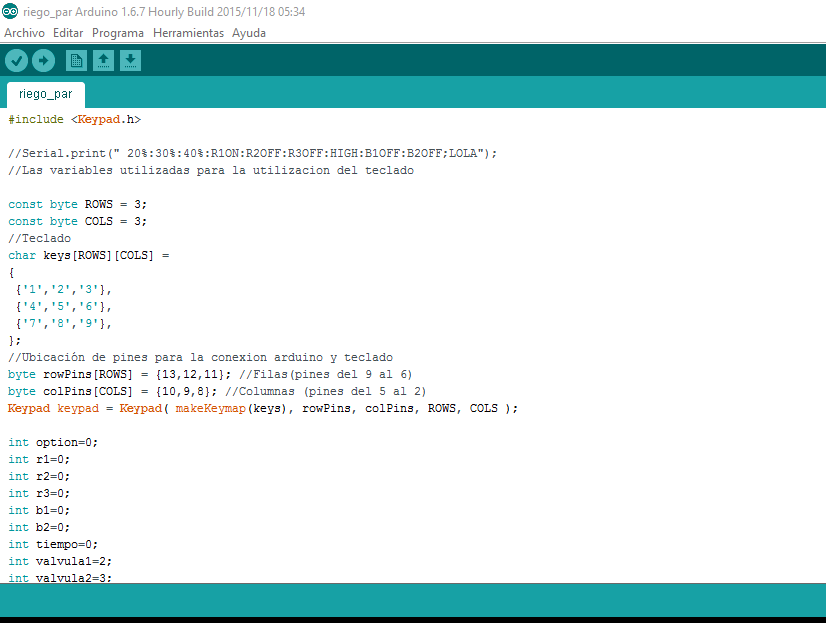 riego_par Arduino 1.6.7 Hourly Build 2015/11/18 05:34
Archivo Editar Programa Herramientas Ayuda
riego_par
#include <Keypad.h>
//Serial.print(" 20%:30%:40%:R1ON:R2OFF:R3OFF:HIGH:B1OFF:B2OFF;LOLA");
//Las variables utilizadas para la utilizacion del teclado
const byte ROWS = 3;
const byte COLS = 3;
//Teclado
char keys[ROWS][COLS] =
{
{'1','2','3'},
{'4','5','6'},
{'7','8','9'},
};
//Ubicación de pines para la conexion arduino y teclado
byte rowPins[ROWS] = {13,12,11}; //Filas(pines del 9 al 6)
byte colPins[COLS] = {10,9,8}; //Columnas (pines del 5 al 2)
Keypad keypad = Keypad( makeKeymap(keys), rowPins, colPins, ROWS, COLS );
int option=0;
int r1=0;
int r2=0;
int r3=0;
int b1=0;
int b2=0;
int tiempo=0;
int valvula1=2;
int valvula2=3;